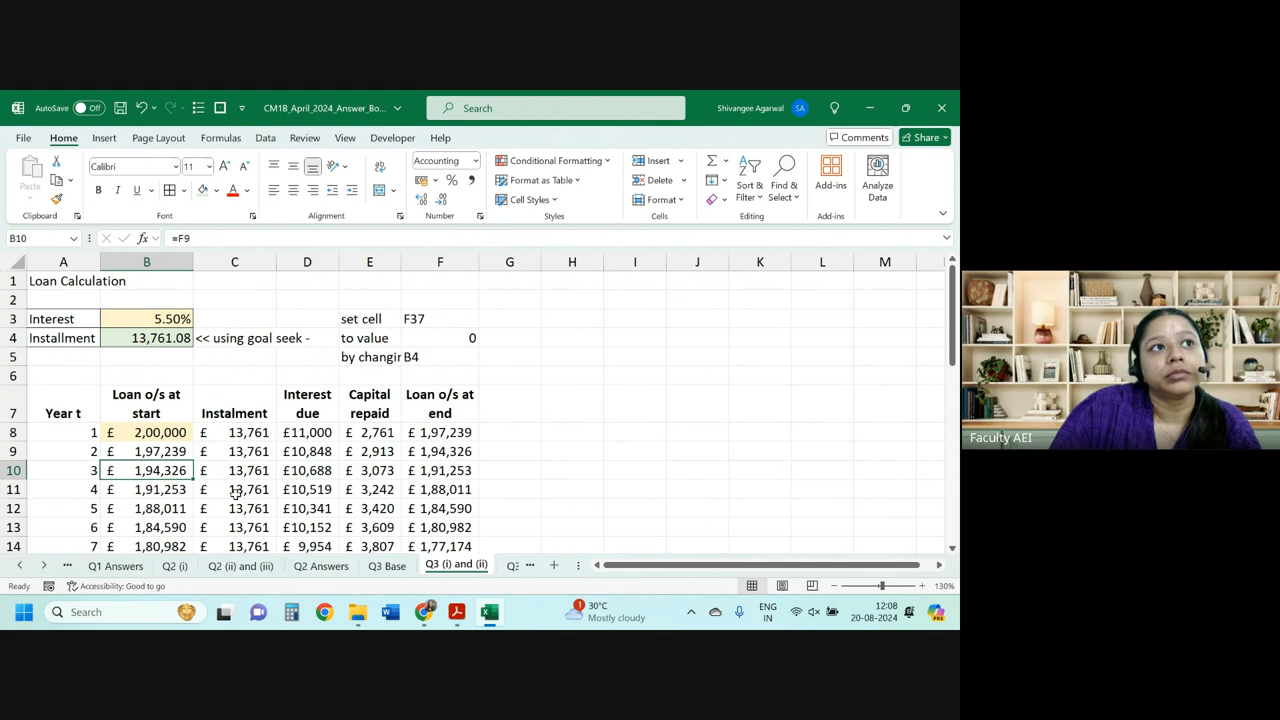 AutoSave Off CM1B_April_2024_Answer_Bo... Search Shivangee Agarwal SA
File Home Insert Page Layout Formulas Data Review View Developer Help Comments Share
Paste Calibri 11 A A ab Accounting Conditional Formatting Insert Σ
B I U A % , Format as Table Delete Sort & Filter Find & Select Add-ins Analyze Data
Cell Styles Format
Clipboard Font Alignment Number Styles Cells Editing Add-ins
B10 fx =F9
A B C D E F G H I J K L M
1 Loan Calculation
2
3 Interest 5.50% set cell F37
4 Installment 13,761.08 << using goal seek - to value 0
5 by changir B4
6
Loan o/s at Interest Capital Loan o/s at
7 Year t start Instalment due repaid end
8 1 £ 2,00,000 £ 13,761 £11,000 £ 2,761 £ 1,97,239
9 2 £ 1,97,239 £ 13,761 £10,848 £ 2,913 £ 1,94,326
10 3 £ 1,94,326 £ 13,761 £10,688 £ 3,073 £ 1,91,253
11 4 £ 1,91,253 £ 13,761 £10,519 £ 3,242 £ 1,88,011
12 5 £ 1,88,011 £ 13,761 £10,341 £ 3,420 £ 1,84,590
13 6 £ 1,84,590 £ 13,761 £10,152 £ 3,609 £ 1,80,982
14 7 £ 1,80,982 £ 13,761 £ 9,954 £ 3,807 £ 1,77,174
... Q1 Answers Q2 (i) Q2 (ii) and (iii) Q2 Answers Q3 Base Q3 (i) and (ii) ...
Ready Accessibility: Good to go 130%
Search 1 30°C Mostly cloudy ENG IN 12:08 20-08-2024
Faculty AEI